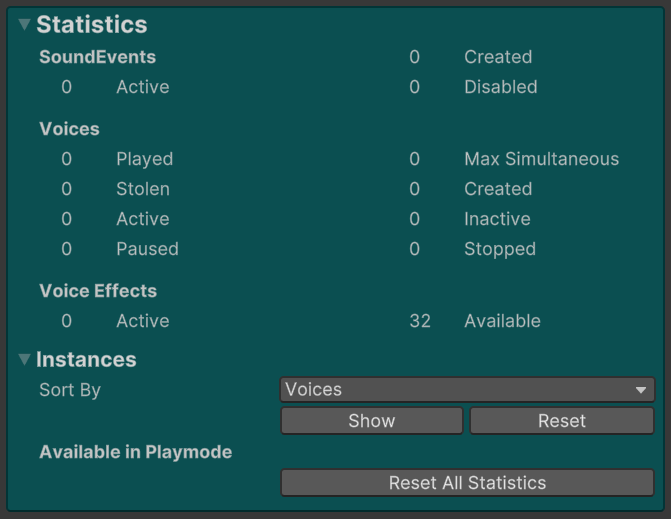 Statistics
SoundEvents 0 Created
0 Active 0 Disabled
Voices
0 Played 0 Max Simultaneous
0 Stolen 0 Created
0 Active 0 Inactive
0 Paused 0 Stopped
Voice Effects
0 Active 32 Available
Instances
Sort By Voices
Show Reset
Available in Playmode
Reset All Statistics